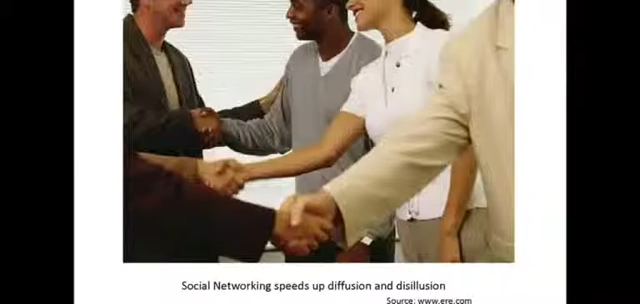 Social Networking speeds up diffusion and disillusion
Source: www.ere.com